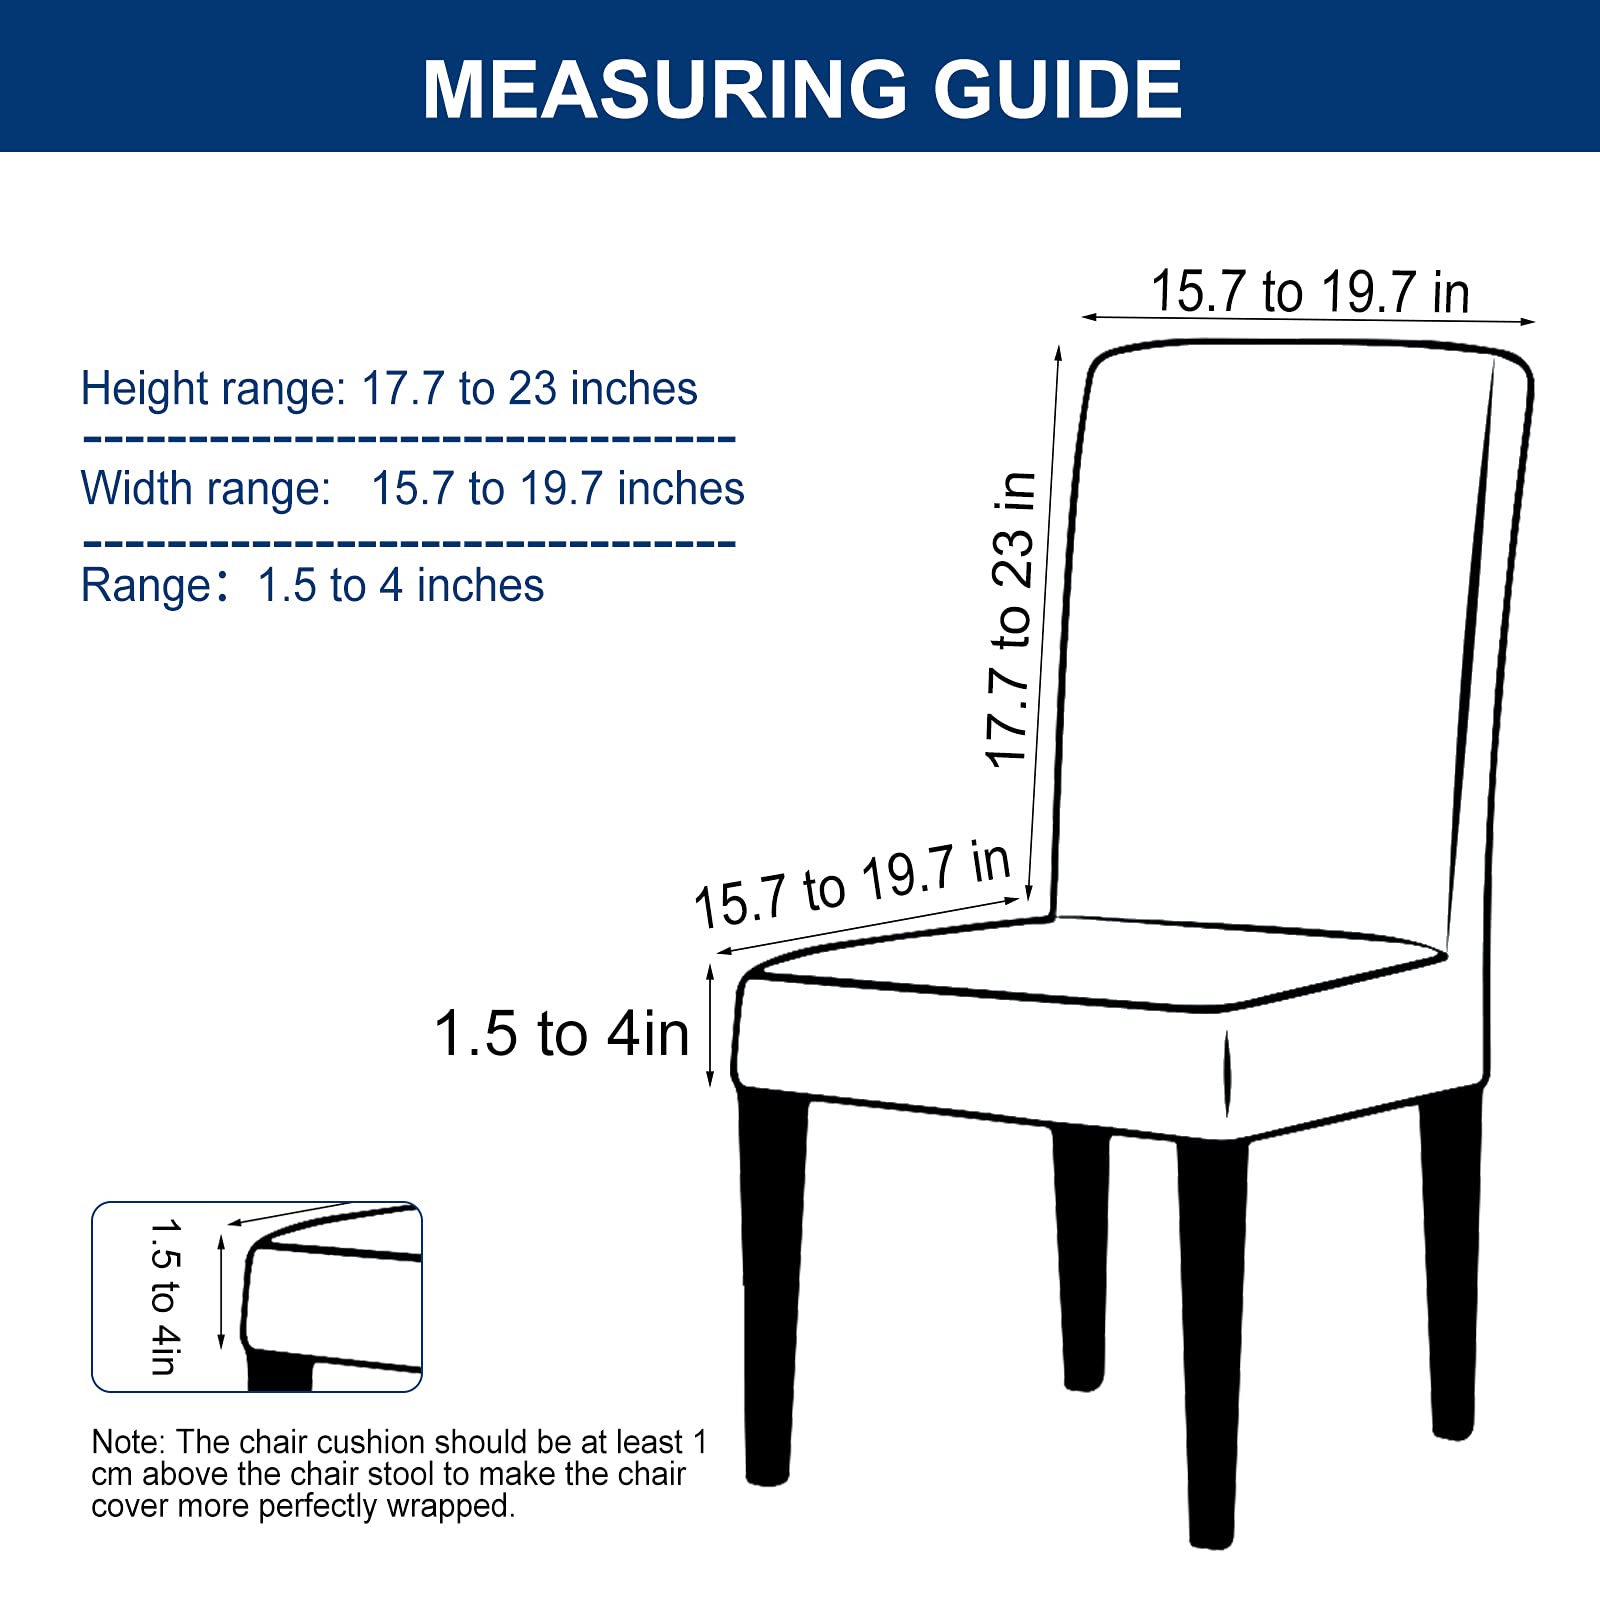 MEASURING GUIDE
15.7 to 19.7 in
Height range: 17.7 to 23 inches
--------------------------------
Width range: 15.7 to 19.7 inches
--------------------------------
Range：1.5 to 4 inches
17.7 to 23 in
15.7 to 19.7 in
1.5 to 4in
1.5 to 4in
Note: The chair cushion should be at least 1
cm above the chair stool to make the chair
cover more perfectly wrapped.